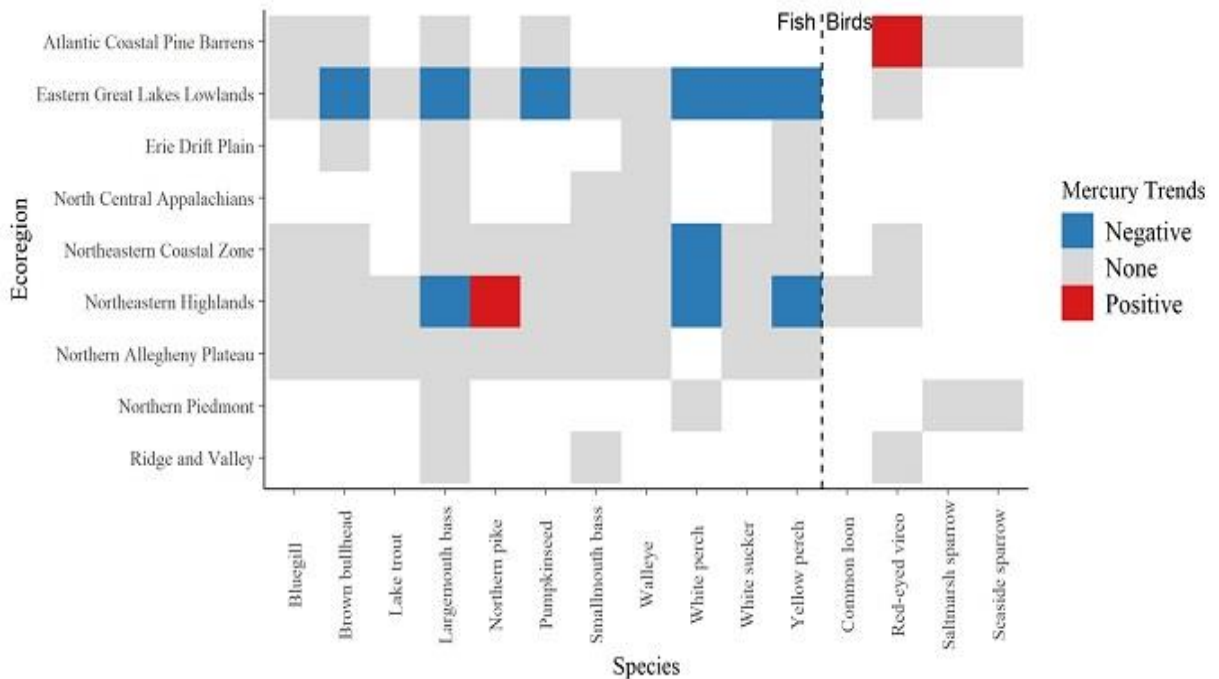 Fish Birds
Atlantic Coastal Pine Barrens
Eastern Great Lakes Lowlands
Erie Drift Plain
North Central Appalachians
Northeastern Coastal Zone
Northeastern Highlands
Northern Allegheny Plateau
Northern Piedmont
Ridge and Valley
Ecoregion
Mercury Trends
Negative
None
Positive
Bluegill
Brown bullhead
Lake trout
Largemouth bass
Northern pike
Pumpkinseed
Smallmouth bass
Walleye
White perch
White sucker
Yellow perch
Common loon
Red-eyed vireo
Saltmarsh sparrow
Seaside sparrow
Species